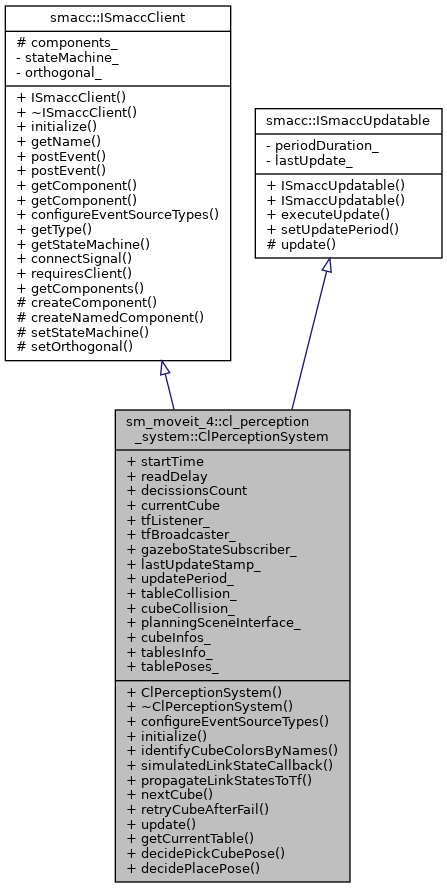 smacc::ISmaccClient
# components_
- stateMachine_
- orthogonal_
+ ISmaccClient()
+ ~ISmaccClient()
+ initialize()
+ getName()
+ postEvent()
+ postEvent()
+ getComponent()
+ getComponent()
+ configureEventSourceTypes()
+ getType()
+ getStateMachine()
+ connectSignal()
+ requiresClient()
+ getComponents()
# createComponent()
# createNamedComponent()
# setStateMachine()
# setOrthogonal()
smacc::ISmaccUpdatable
- periodDuration_
- lastUpdate_
+ ISmaccUpdatable()
+ ISmaccUpdatable()
+ executeUpdate()
+ setUpdatePeriod()
# update()
sm_moveit_4::cl_perception
_system::ClPerceptionSystem
+ startTime
+ readDelay
+ decissionsCount
+ currentCube
+ tfListener_
+ tfBroadcaster_
+ gazeboStateSubscriber_
+ lastUpdateStamp_
+ updatePeriod_
+ tableCollision_
+ cubeCollision_
+ planningSceneInterface_
+ cubeInfos_
+ tablesInfo_
+ tablePoses_
+ ClPerceptionSystem()
+ ~ClPerceptionSystem()
+ configureEventSourceTypes()
+ initialize()
+ identifyCubeColorsByNames()
+ simulatedLinkStateCallback()
+ propagateLinkStatesToTf()
+ nextCube()
+ retryCubeAfterFail()
+ update()
+ getCurrentTable()
+ decidePickCubePose()
+ decidePlacePose()